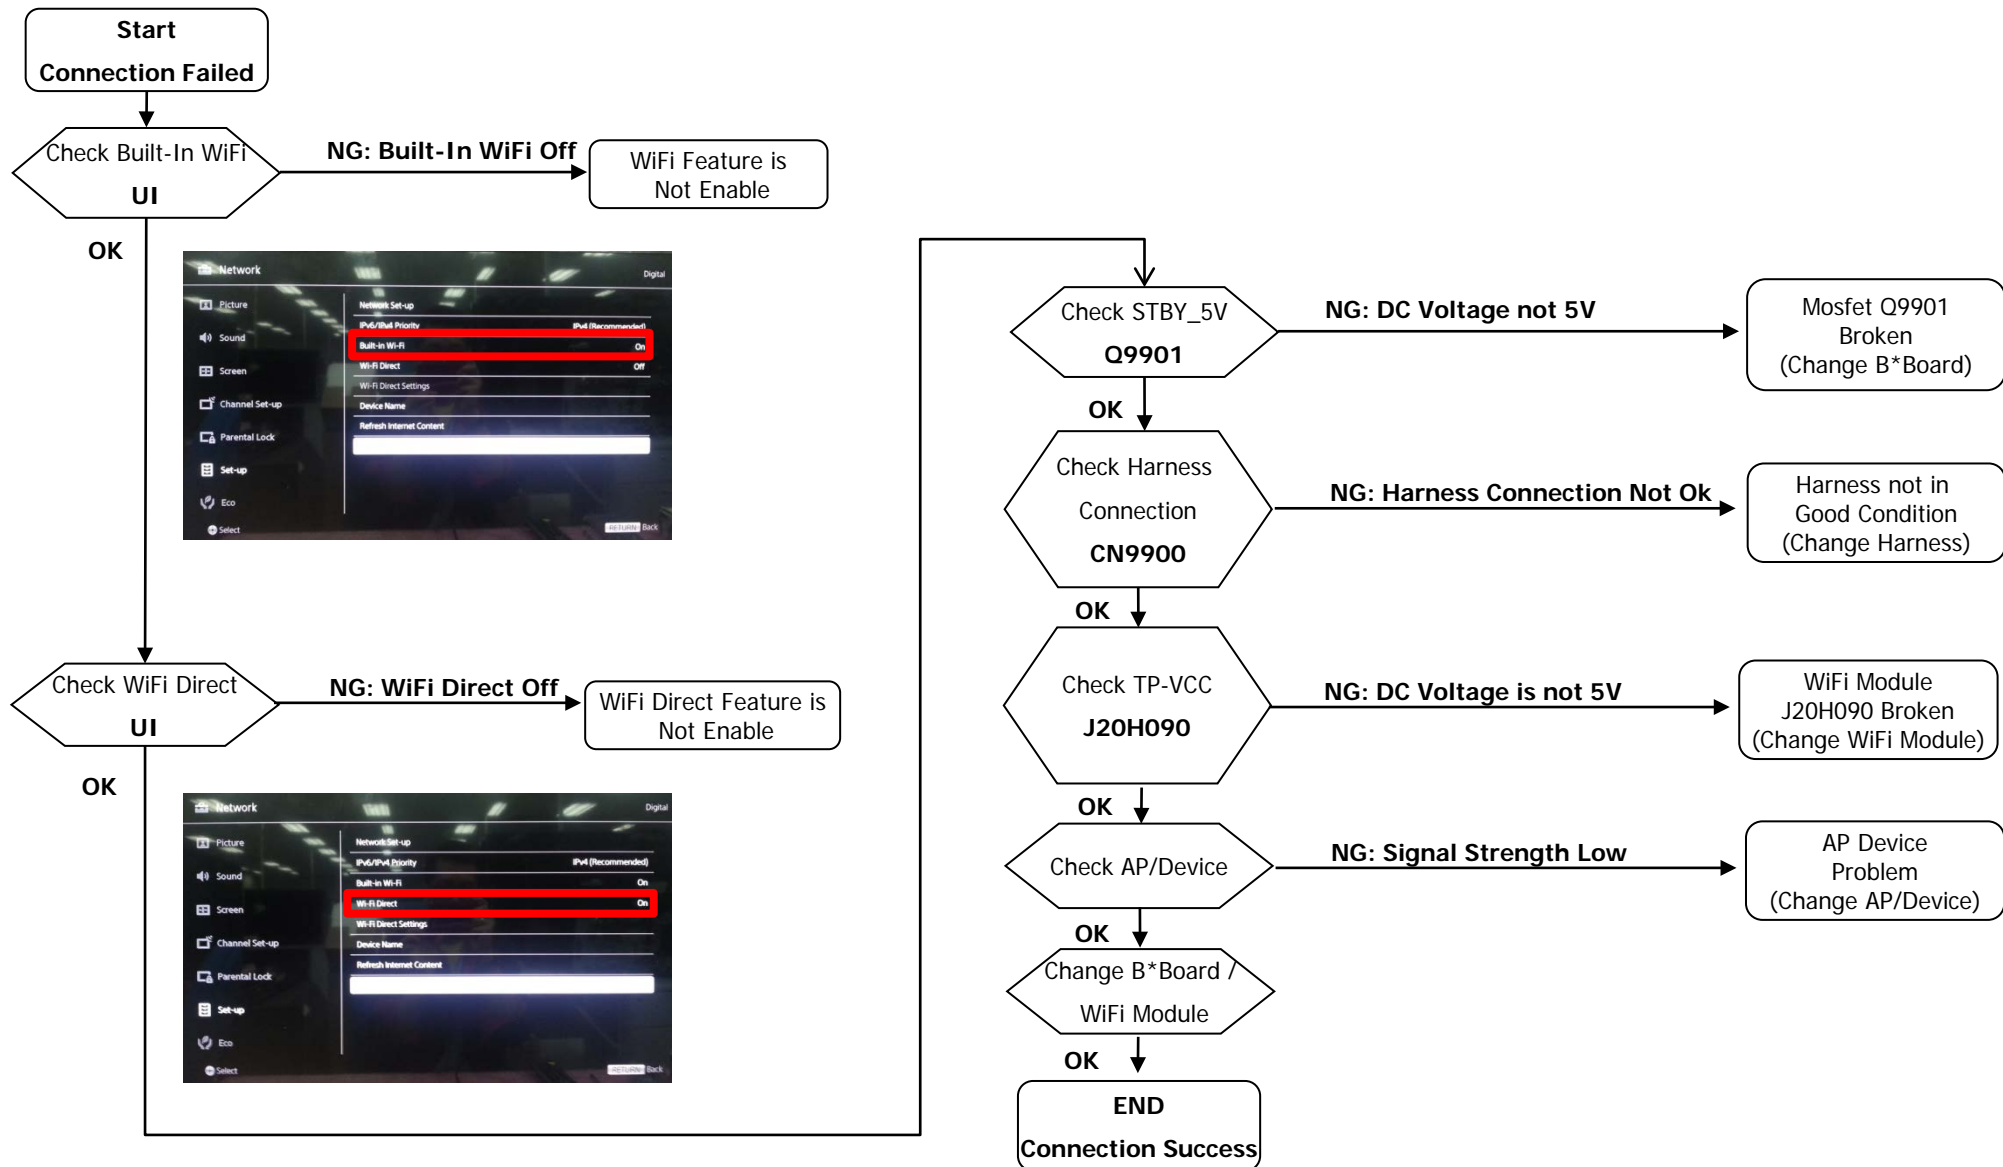 Start
Connection Failed
Check Built-In WiFi
UI
NG: Built-In WiFi Off
WiFi Feature is
Not Enable
OK
Network
Digital
Picture
Sound
Screen
Channel Set-up
Parental Lock
Set-up
Eco
Select
Network Set-up
IPv6/IPv4 Priority IPv4 (Recommended)
Built-in Wi-Fi On
Wi-Fi Direct Off
Wi-Fi Direct Settings
Device Name
Refresh Internet Content
RETURN Back
Check WiFi Direct
UI
NG: WiFi Direct Off
WiFi Direct Feature is
Not Enable
OK
Network
Digital
Picture
Sound
Screen
Channel Set-up
Parental Lock
Set-up
Eco
Select
Network Set-up
IPv6/IPv4 Priority IPv4 (Recommended)
Built-in Wi-Fi On
Wi-Fi Direct On
Wi-Fi Direct Settings
Device Name
Refresh Internet Content
RETURN Back
Check STBY_5V
Q9901
NG: DC Voltage not 5V
Mosfet Q9901
Broken
(Change B*Board)
OK
Check Harness
Connection
CN9900
NG: Harness Connection Not Ok
Harness not in
Good Condition
(Change Harness)
OK
Check TP-VCC
J20H090
NG: DC Voltage is not 5V
WiFi Module
J20H090 Broken
(Change WiFi Module)
OK
Check AP/Device
NG: Signal Strength Low
AP Device
Problem
(Change AP/Device)
OK
Change B*Board /
WiFi Module
OK
END
Connection Success